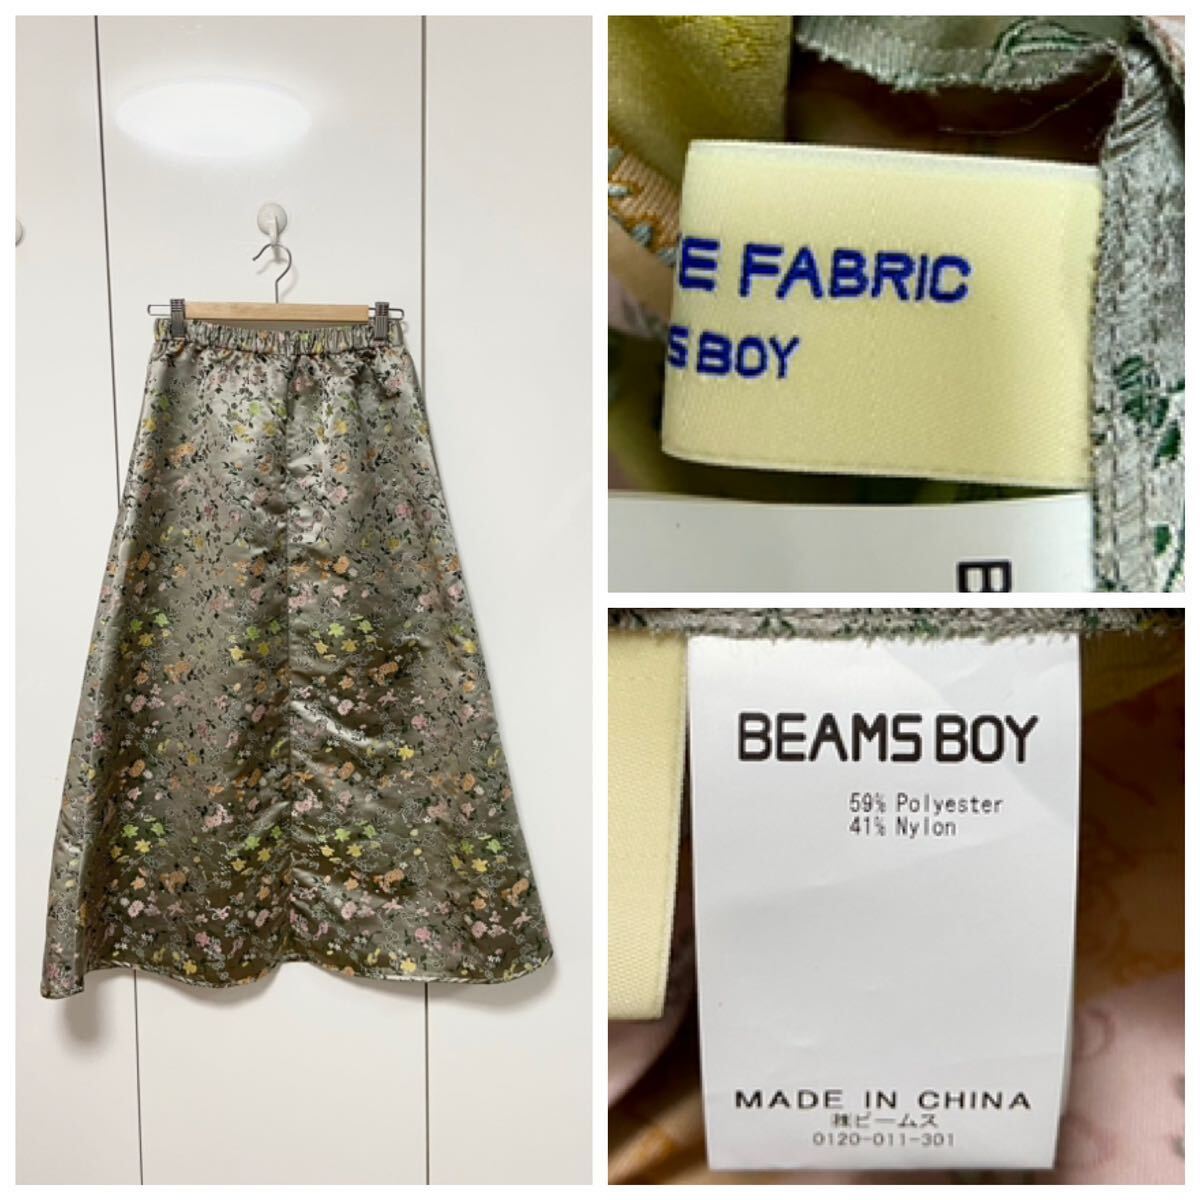 E FABRIC
S BOY
B
BEAMS BOY
59% Polyester
41% Nylon
MADE IN CHINA
㈱ビームス
0120-011-301